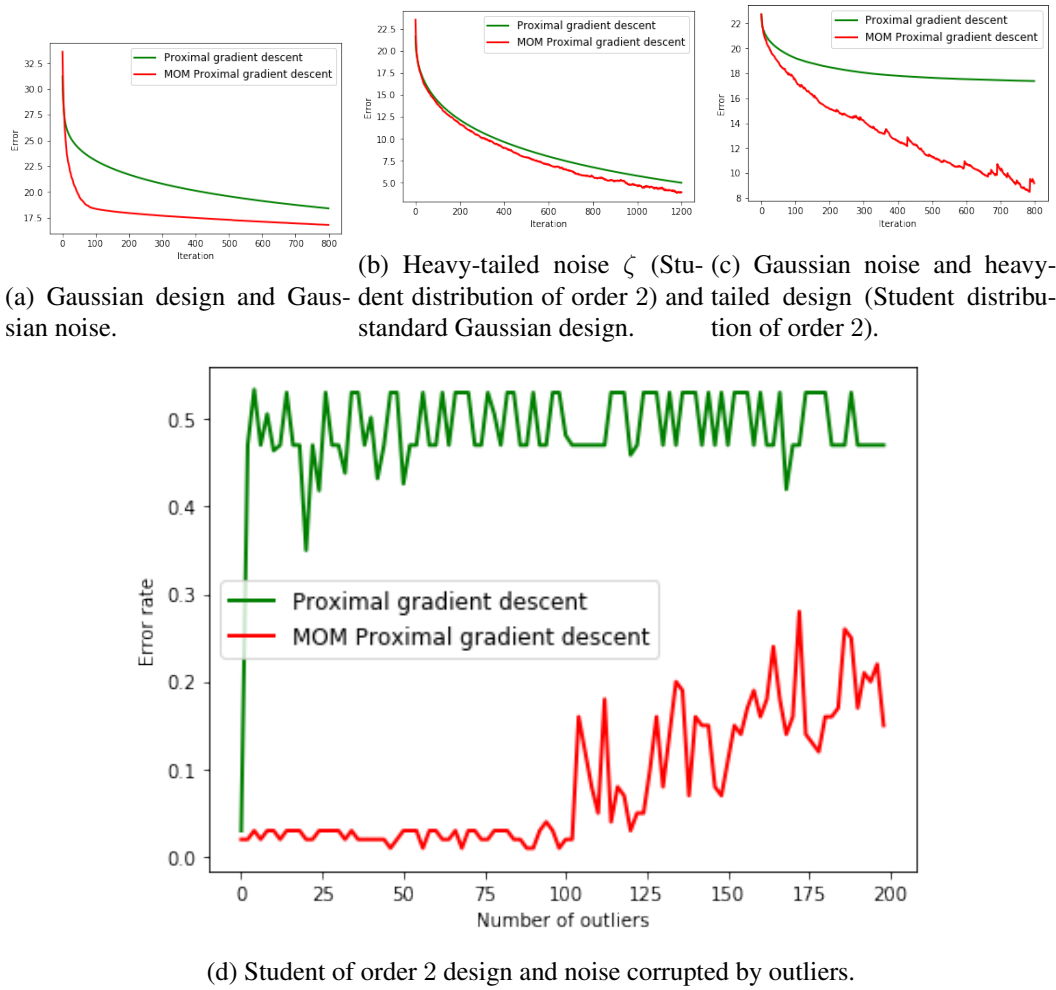 Proximal gradient descent
MOM Proximal gradient descent
32.5
30.0
27.5
25.0
22.5
20.0
17.5
Error
0 100 200 300 400 500 600 700 800
Iteration
(a) Gaussian design and Gaus-
sian noise.
Proximal gradient descent
MOM Proximal gradient descent
22.5
20.0
17.5
15.0
12.5
10.0
7.5
5.0
Error
0 200 400 600 800 1000 1200
Iteration
(b) Heavy-tailed noise ζ (Stu-
dent distribution of order 2) and
standard Gaussian design.
Proximal gradient descent
MOM Proximal gradient descent
22
20
18
16
14
12
10
8
Error
0 100 200 300 400 500 600 700 800
Iteration
(c) Gaussian noise and heavy-
tailed design (Student distribu-
tion of order 2).
0.5
0.4
0.3
0.2
0.1
0.0
Error rate
Proximal gradient descent
MOM Proximal gradient descent
0 25 50 75 100 125 150 175 200
Number of outliers
(d) Student of order 2 design and noise corrupted by outliers.